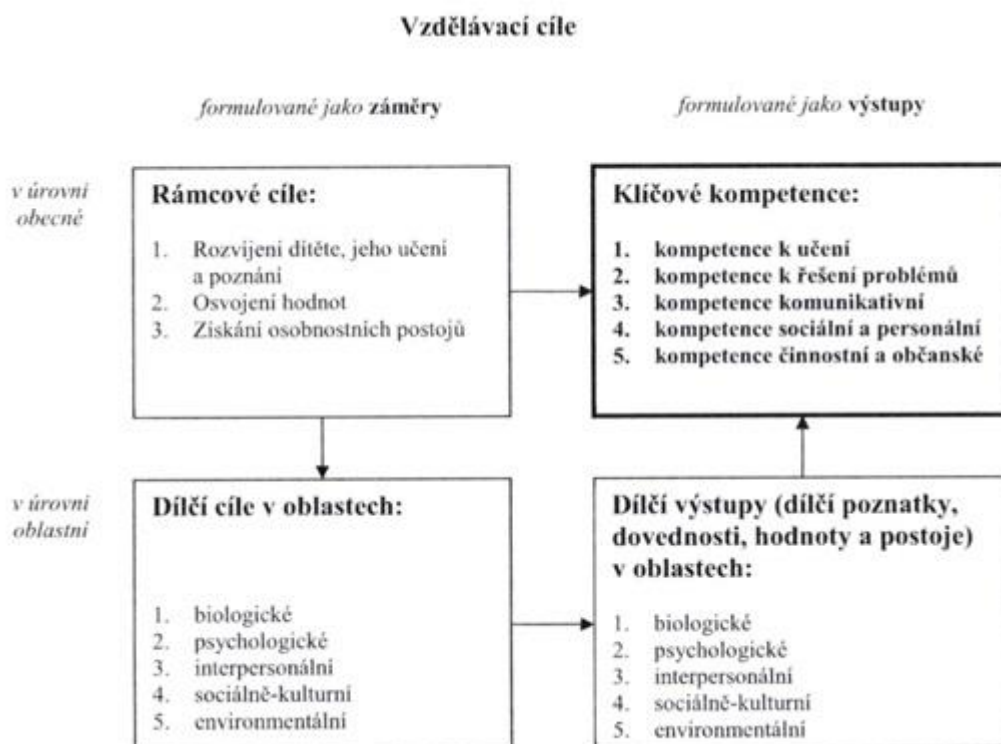 Vzdělávací cíle
formulované jako záměry
formulované jako výstupy
v úrovní
obecné
Rámcové cíle:
1. Rozvíjení dítěte, jeho učení
a poznání
2. Osvojení hodnot
3. Získání osobnostních postojů
Klíčové kompetence:
1. kompetence k učení
2. kompetence k řešení problémů
3. kompetence komunikativní
4. kompetence sociální a personální
5. kompetence činnostní a občanské
v úrovní
oblastní
Dílčí cíle v oblastech:
1. biologické
2. psychologické
3. interpersonální
4. sociálně-kulturní
5. environmentální
Dílčí výstupy (dílčí poznatky,
dovednosti, hodnoty a postoje)
v oblastech:
1. biologické
2. psychologické
3. interpersonální
4. sociálně-kulturní
5. environmentální